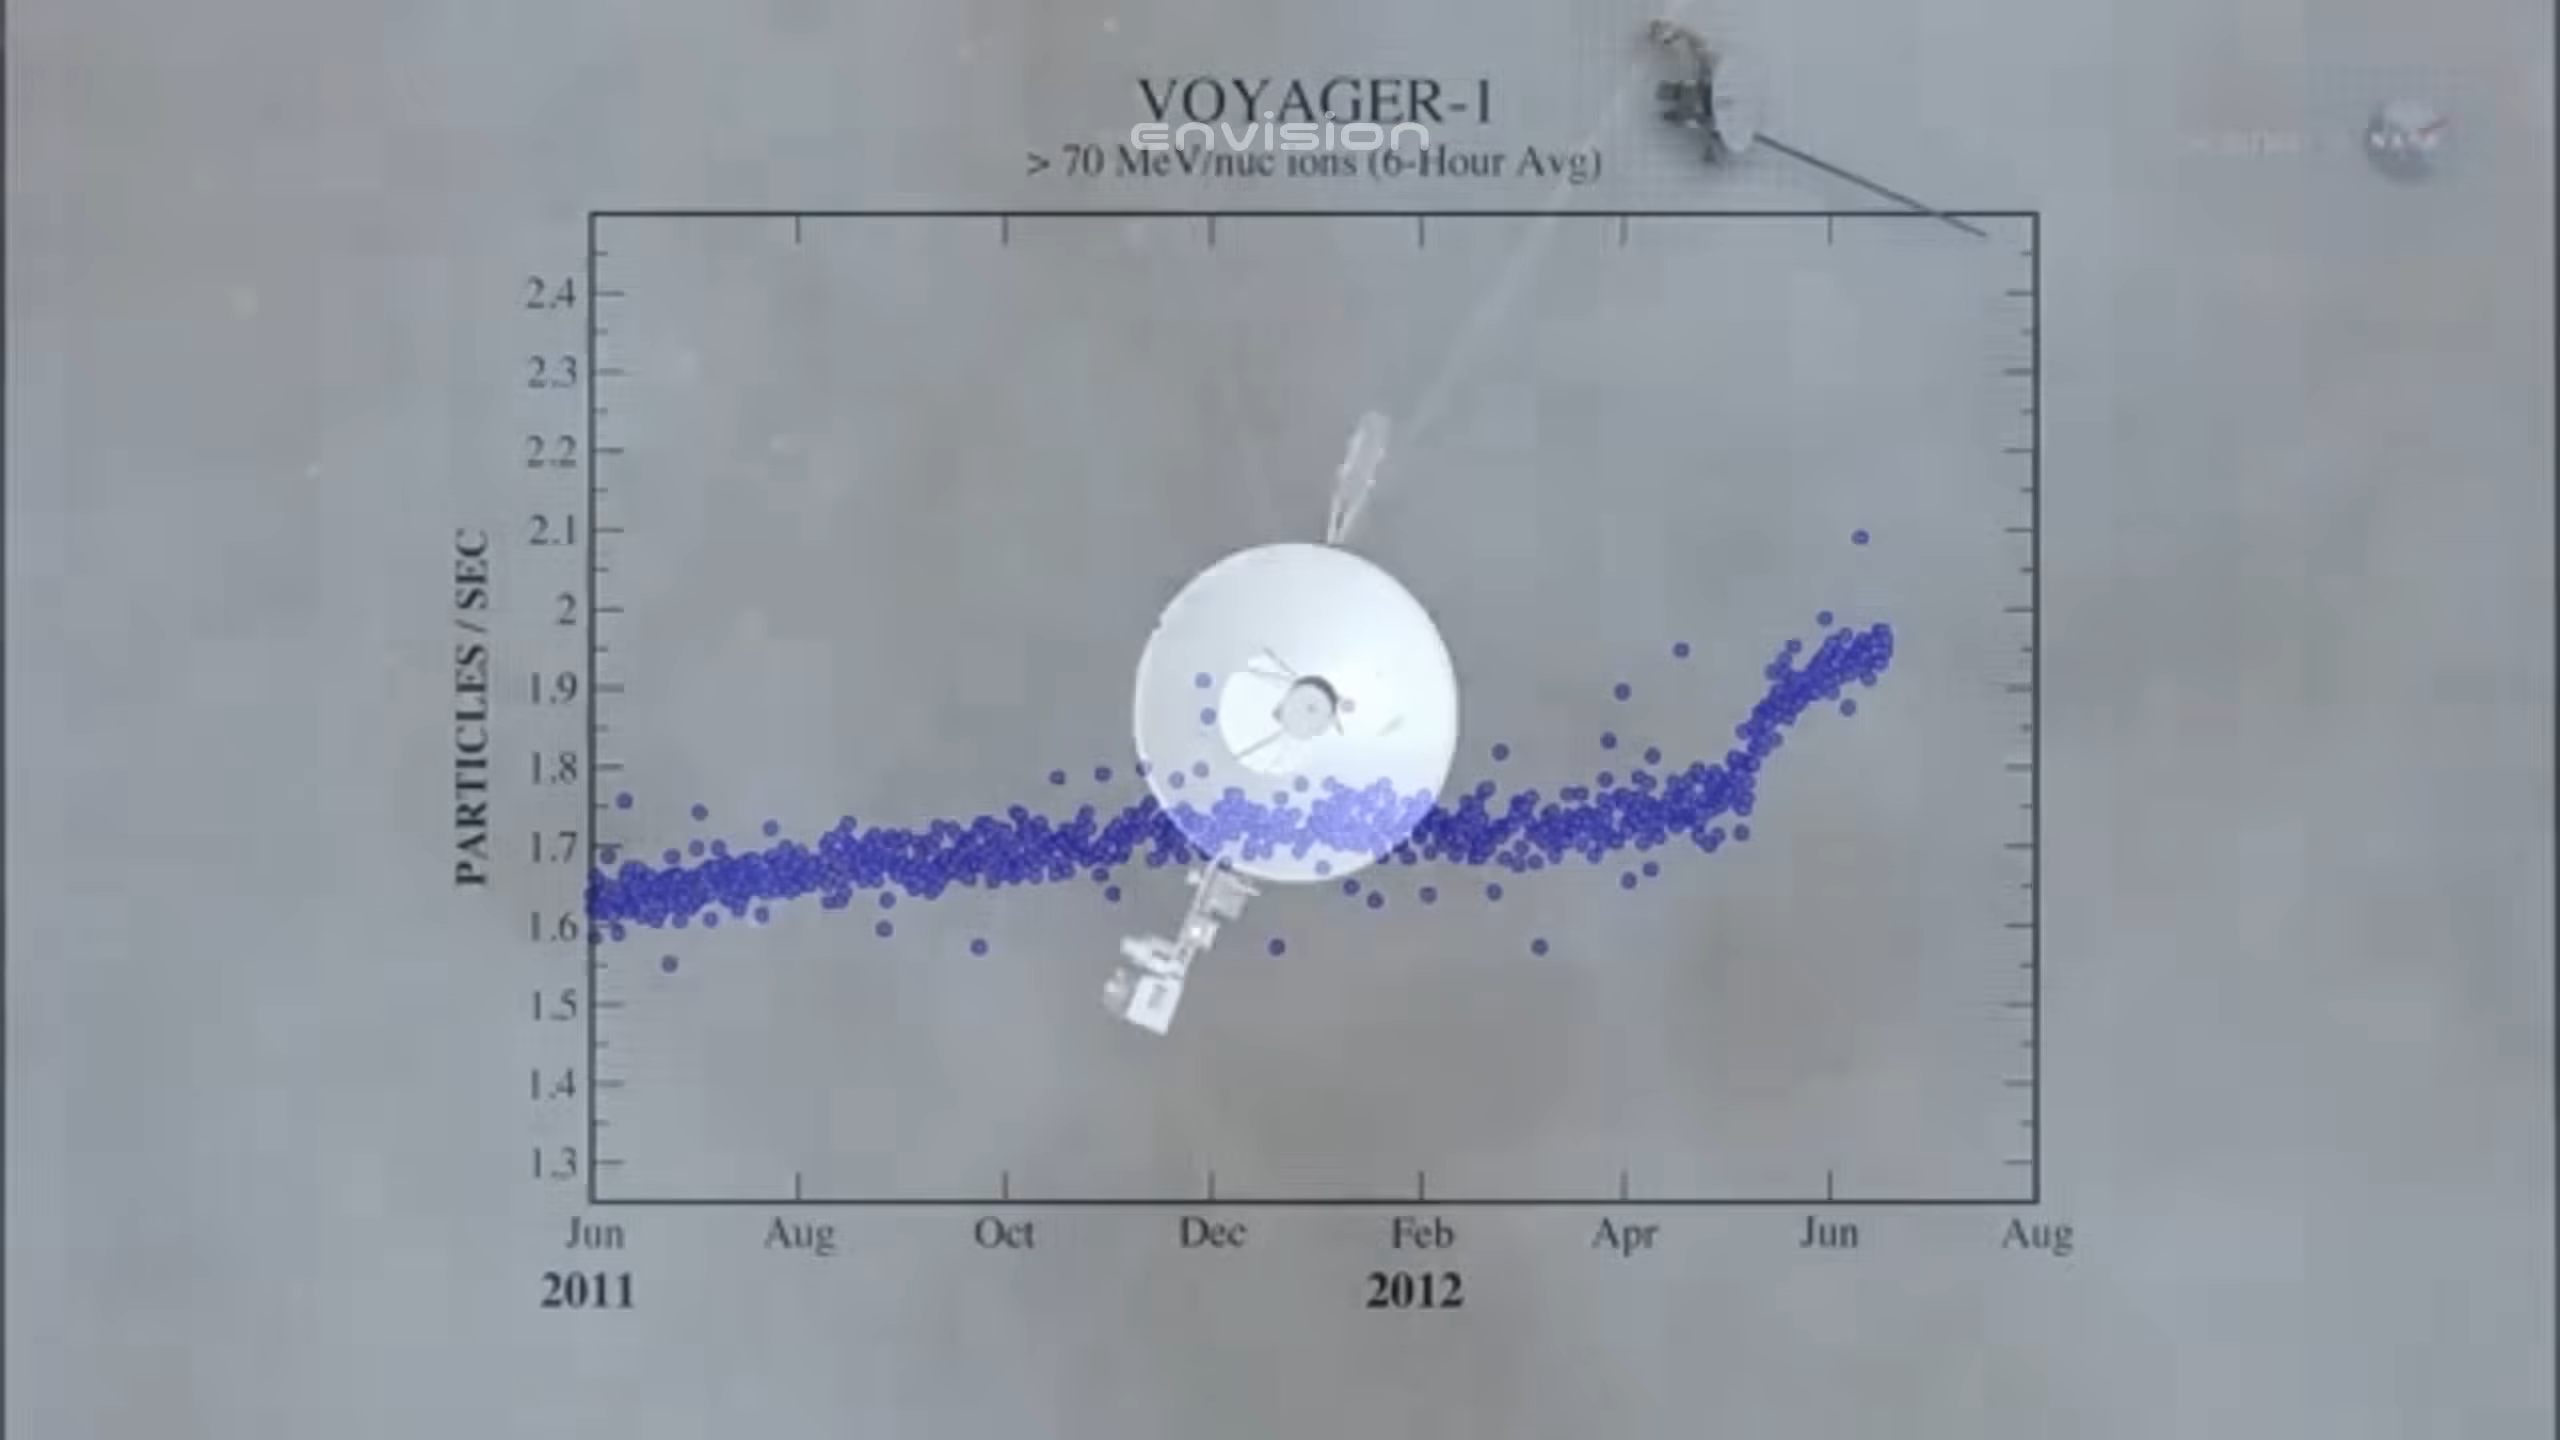 VOYAGER-1
envision
> 70 MeV/nuc ions (6-Hour Avg)
NASA
2.4
2.3
2.2
2.1
2
1.9
1.8
1.7
1.6
1.5
1.4
1.3
PARTICLES / SEC
Jun Aug Oct Dec Feb Apr Jun Aug
2011 2012